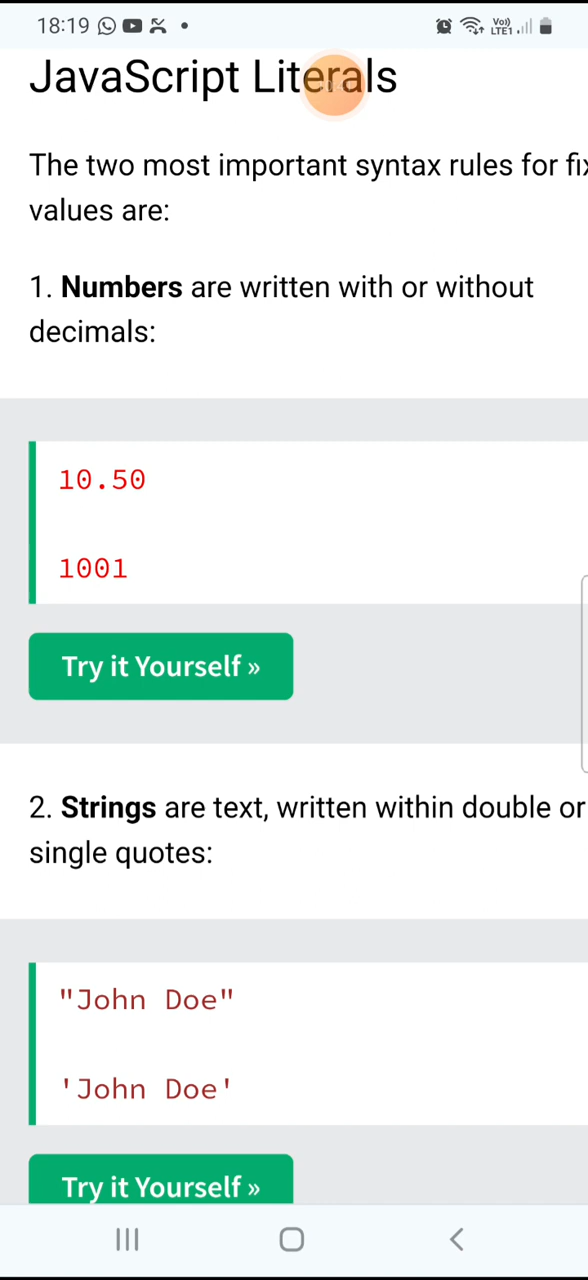 18:19
Vo))
LTE1
JavaScript Literals
The two most important syntax rules for
values are:
1. Numbers are written with or without
decimals:
10.50
1001
Try it Yourself »
2. Strings are text, written within double or
single quotes:
"John Doe"
'John Doe'
Try it Yourself »